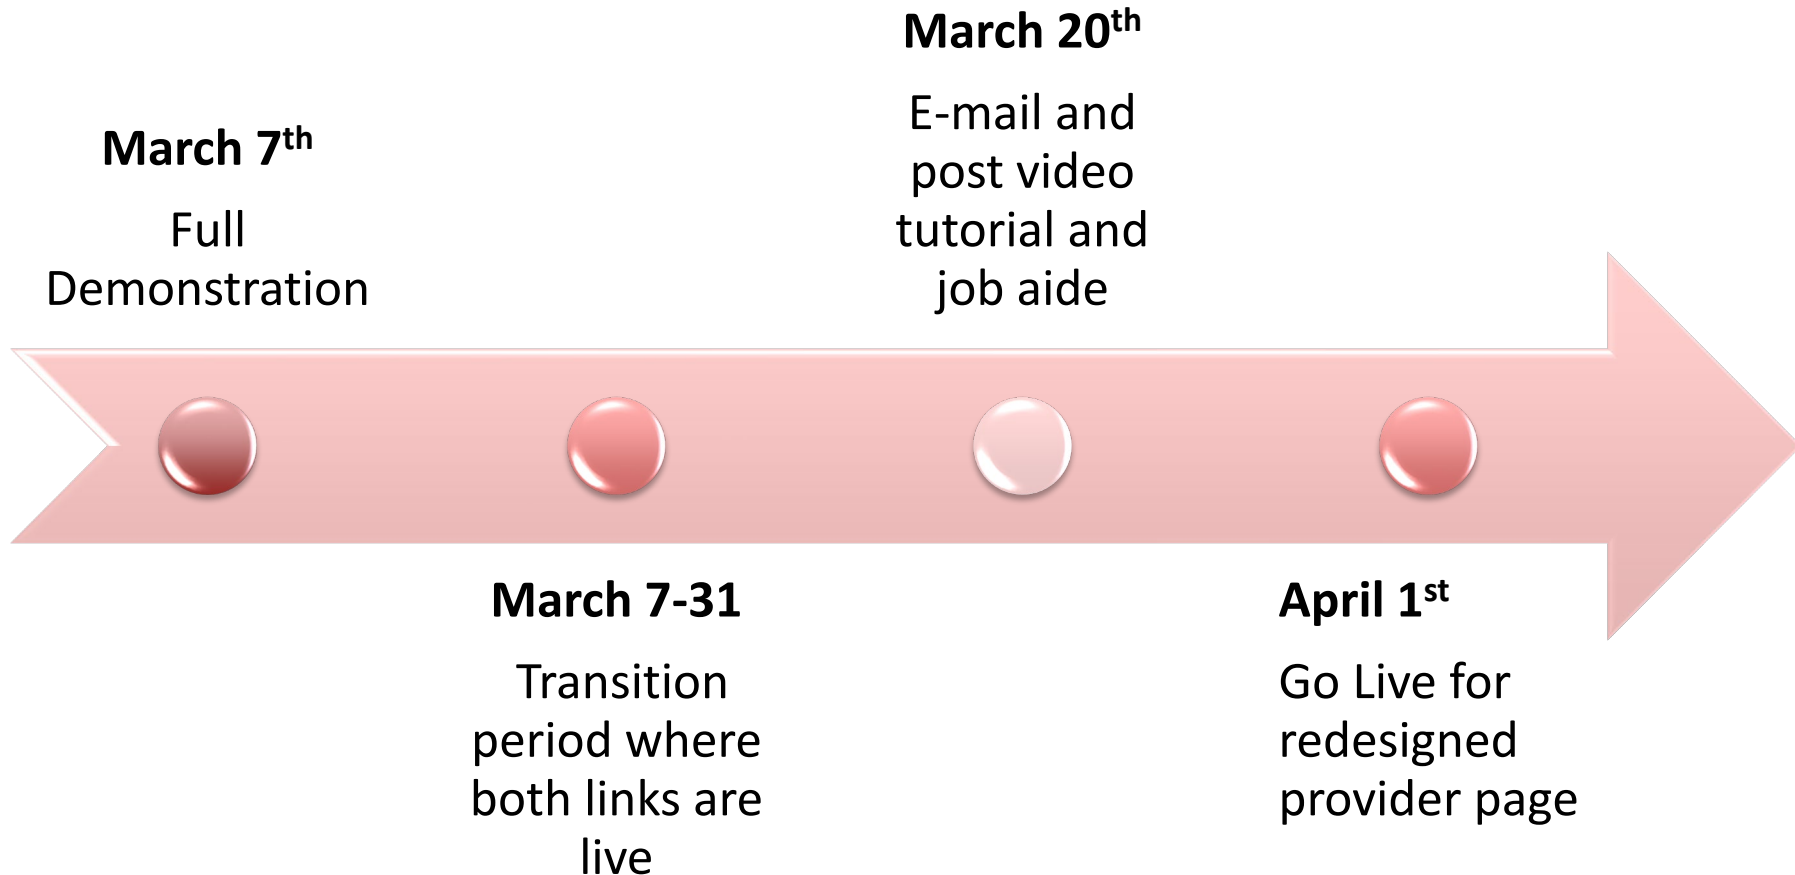 March 7th
Full
Demonstration
March 7-31
Transition
period where
both links are
live
March 20th
E-mail and
post video
tutorial and
job aide
April 1st
Go Live for
redesigned
provider page